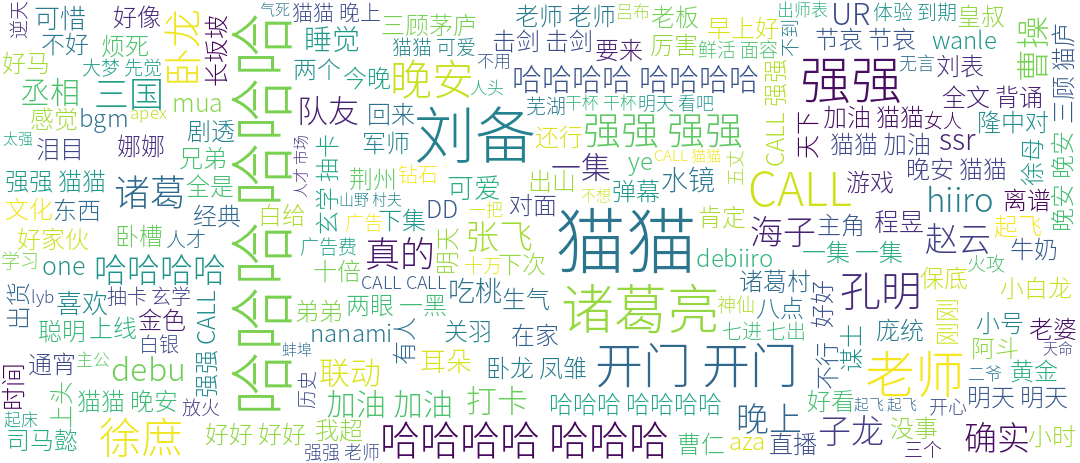 逆天
可惜
好像
不好
烦死
好马
大梦 先觉
丞相
三国
感觉
bgm
mua
apex
泪目
娜娜
剧透
太强
强强 猫猫
诸葛
兄弟
全是
文化
东西
经典
好家伙
卧槽
人才
学习
one
哈哈哈哈
出货
lyb
喜欢
抽卡 玄学
聪明
上线
金色
白银
时间
通宵
debu
强强 CALL
上头
猫猫 晚安
放火
起床
司马懿
徐庶
卧龙
长坂坡
气死
猫猫 晚上
三顾茅庐
睡觉
猫猫 可爱
两个
今晚
晚安
队友
回来
军师
人才 市场
抽卡
玄学
荆州
钻石
山野 村夫
白给
广告
下集
广告费
十倍
明天
真的
DD
张飞
十万
一把
下次
CALL CALL
弟弟
两眼 一黑
吃桃
生气
nanami
有人
关羽
在家
蚌埠
主公
历史
联动
耳朵
卧龙 凤雏
加油 加油
打卡
哈哈哈 哈哈哈哈
好好 好好
我超
强强 老师
哈哈哈哈 哈哈哈
曹仁
aza
直播
晚上
哈哈哈哈 哈哈哈哈
老师 老师
吕布
老板
击剑 击剑
要来
厉害
不用
人头
芜湖
干杯 干杯
明天 看吧
刘备
还行
强强 强强
一集
ye
CALL 猫猫
可爱
出山
弹幕
水镜
不想
对面
猫猫
诸葛亮
开门 开门
出师表
早上好
鲜活 面容
不到
UR
体验 到期
皇叔
节哀 节哀
wanle
强强
无言
刘表
曹操
三顾 猫庐
全文 背诵
天下
加油 猫猫
女人
隆中对
ssr
CALL
五丈
游戏
晚安 猫猫
徐母
晚安 晚安
hiiro
离谱
肯定
海子
主角
程昱
起飞
赵云
牛奶
debiiro
一集 一集
火攻
诸葛村
孔明
保底
小白龙
神仙
八点
好好
刚刚
七进 七出
谋士
庞统
小号
老婆
不行
阿斗
天命
老师
二爷
黄金
好看
起飞 起飞
开心
明天 明天
子龙
没事
三个
确实
小时